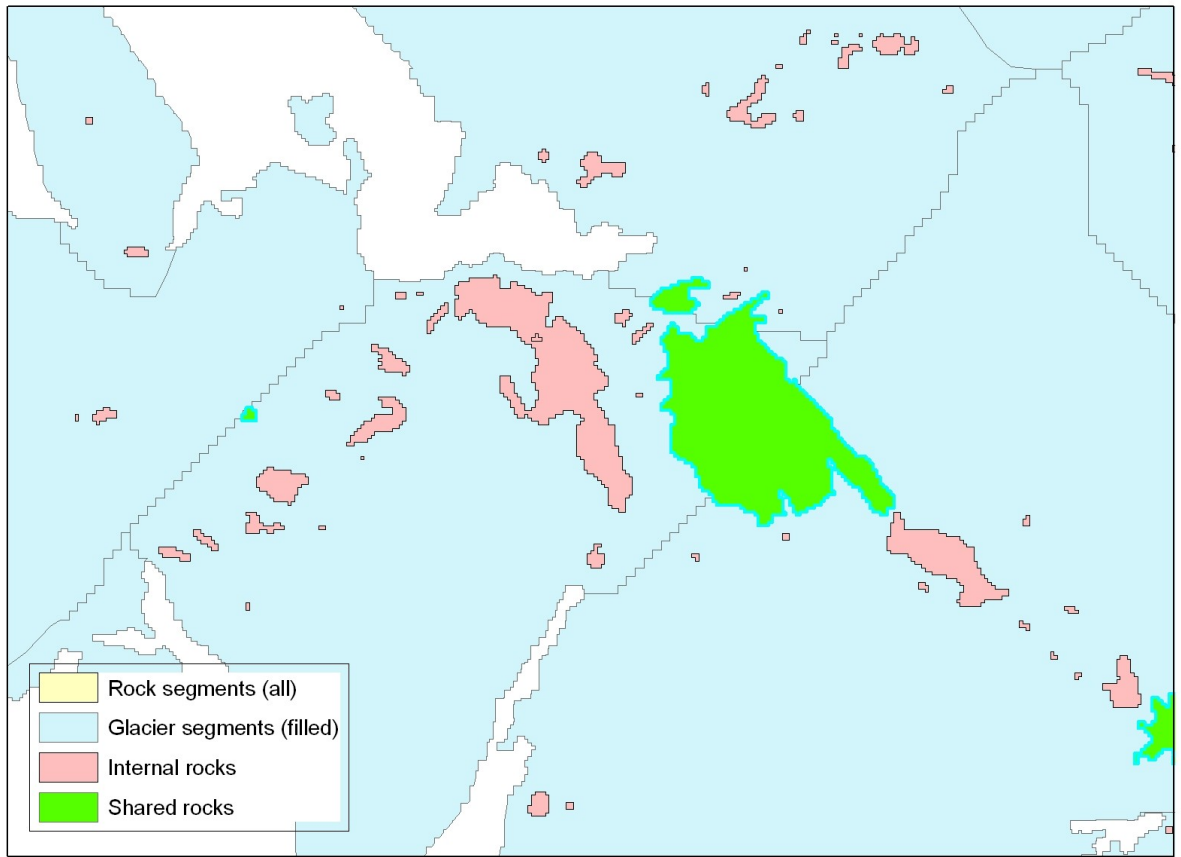 Rock segments (all)
Glacier segments (filled)
Internal rocks
Shared rocks